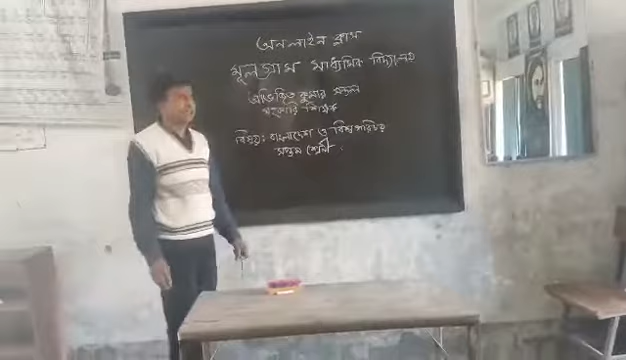 অনলাইন ক্লাস
মূলগ্রাম মাধ্যমিক বিদ্যালয়
অভিজিত কুমার মন্ডল
সহকারি শিক্ষক
বিষয়: বাংলাদেশ ও বিশ্বপরিচয়
সপ্তম শ্রেণী